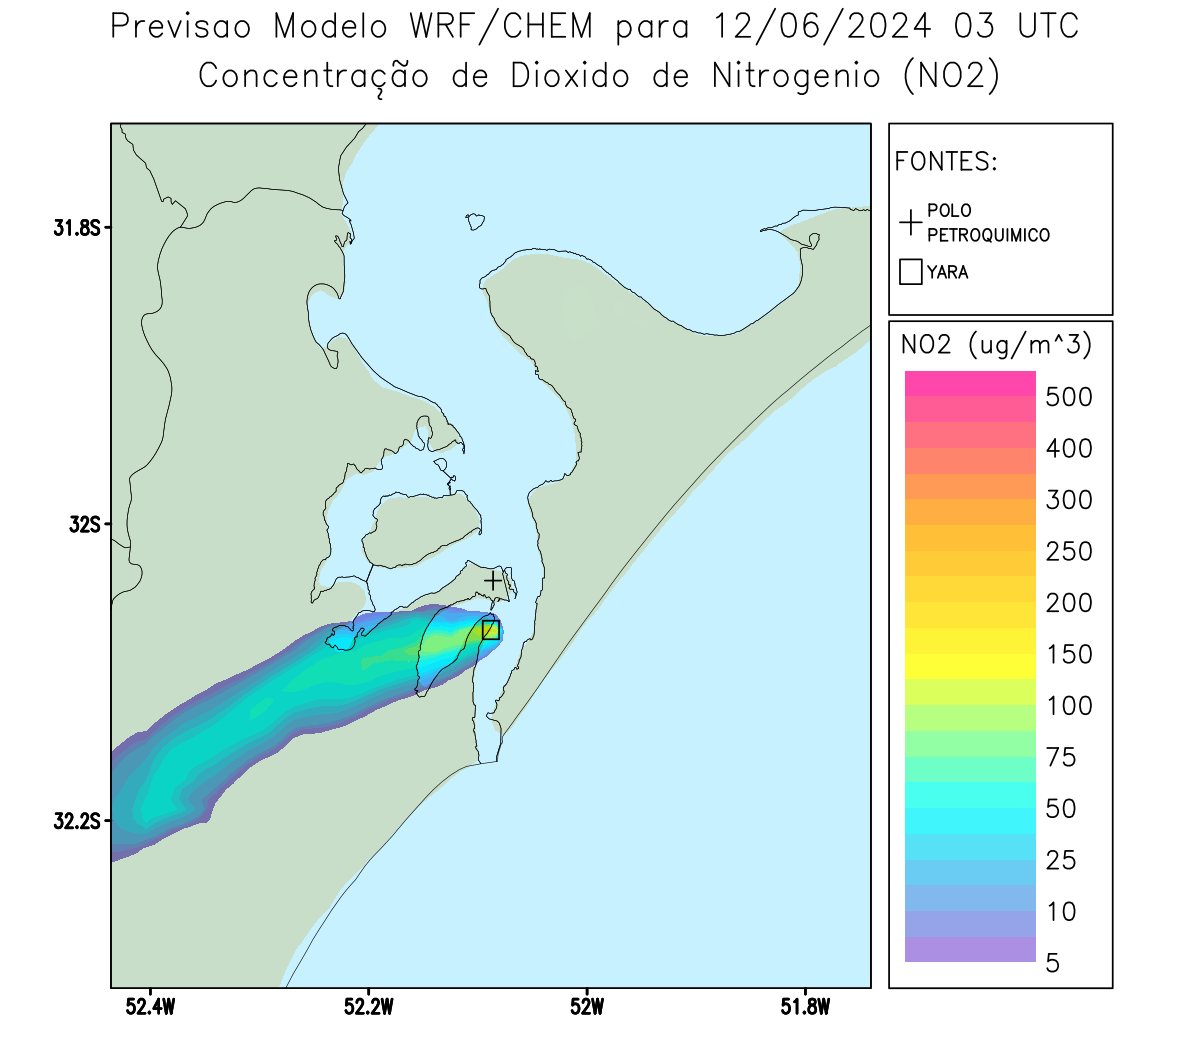 Previsao Modelo WRF/CHEM para 12/06/2024 03 UTC
Concentração de Dioxido de Nitrogenio (NO2)
FONTES:
POLO
PETROQUIMICO
YARA
NO2 (ug/m^3)
500
400
300
250
200
150
100
75
50
25
10
5
31.8S
32S
32.2S
52.4W
52.2W
52W
51.8W